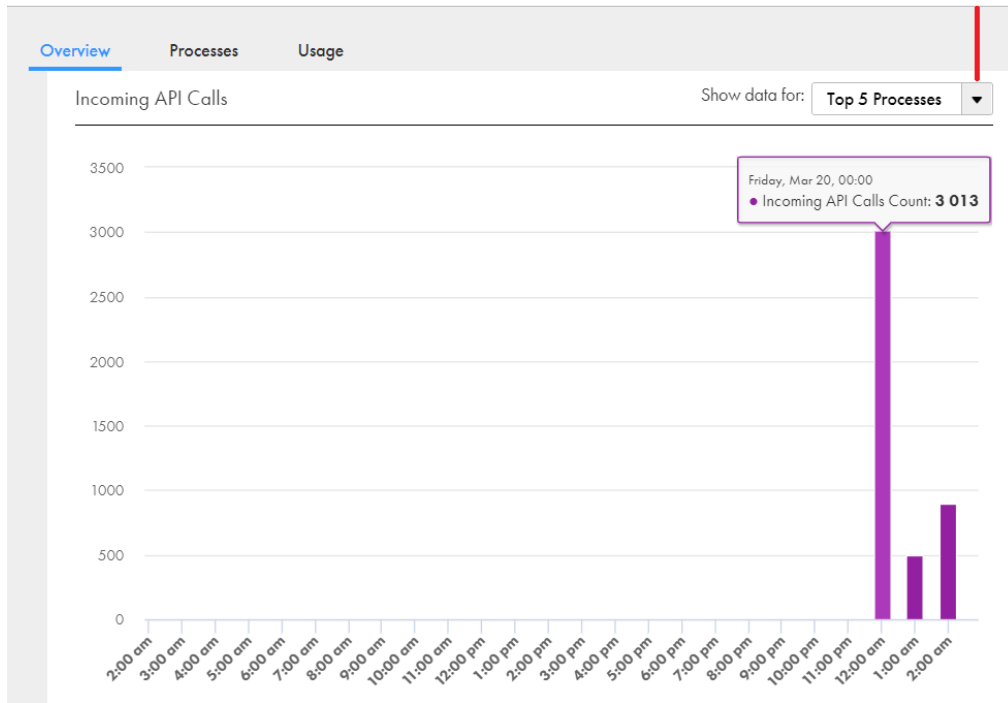 Overview Processes Usage
Incoming API Calls
Show data for: Top 5 Processes
3500
Friday, Mar 20, 00:00
Incoming API Calls Count: 3 013
3000
2500
2000
1500
1000
500
0
2:00 am 3:00 am 4:00 am 5:00 am 6:00 am 7:00 am 8:00 am 9:00 am 10:00 am 11:00 am 12:00 pm 1:00 pm 2:00 pm 3:00 pm 4:00 pm 5:00 pm 6:00 pm 7:00 pm 8:00 pm 9:00 pm 10:00 pm 11:00 pm 12:00 am 1:00 am 2:00 am